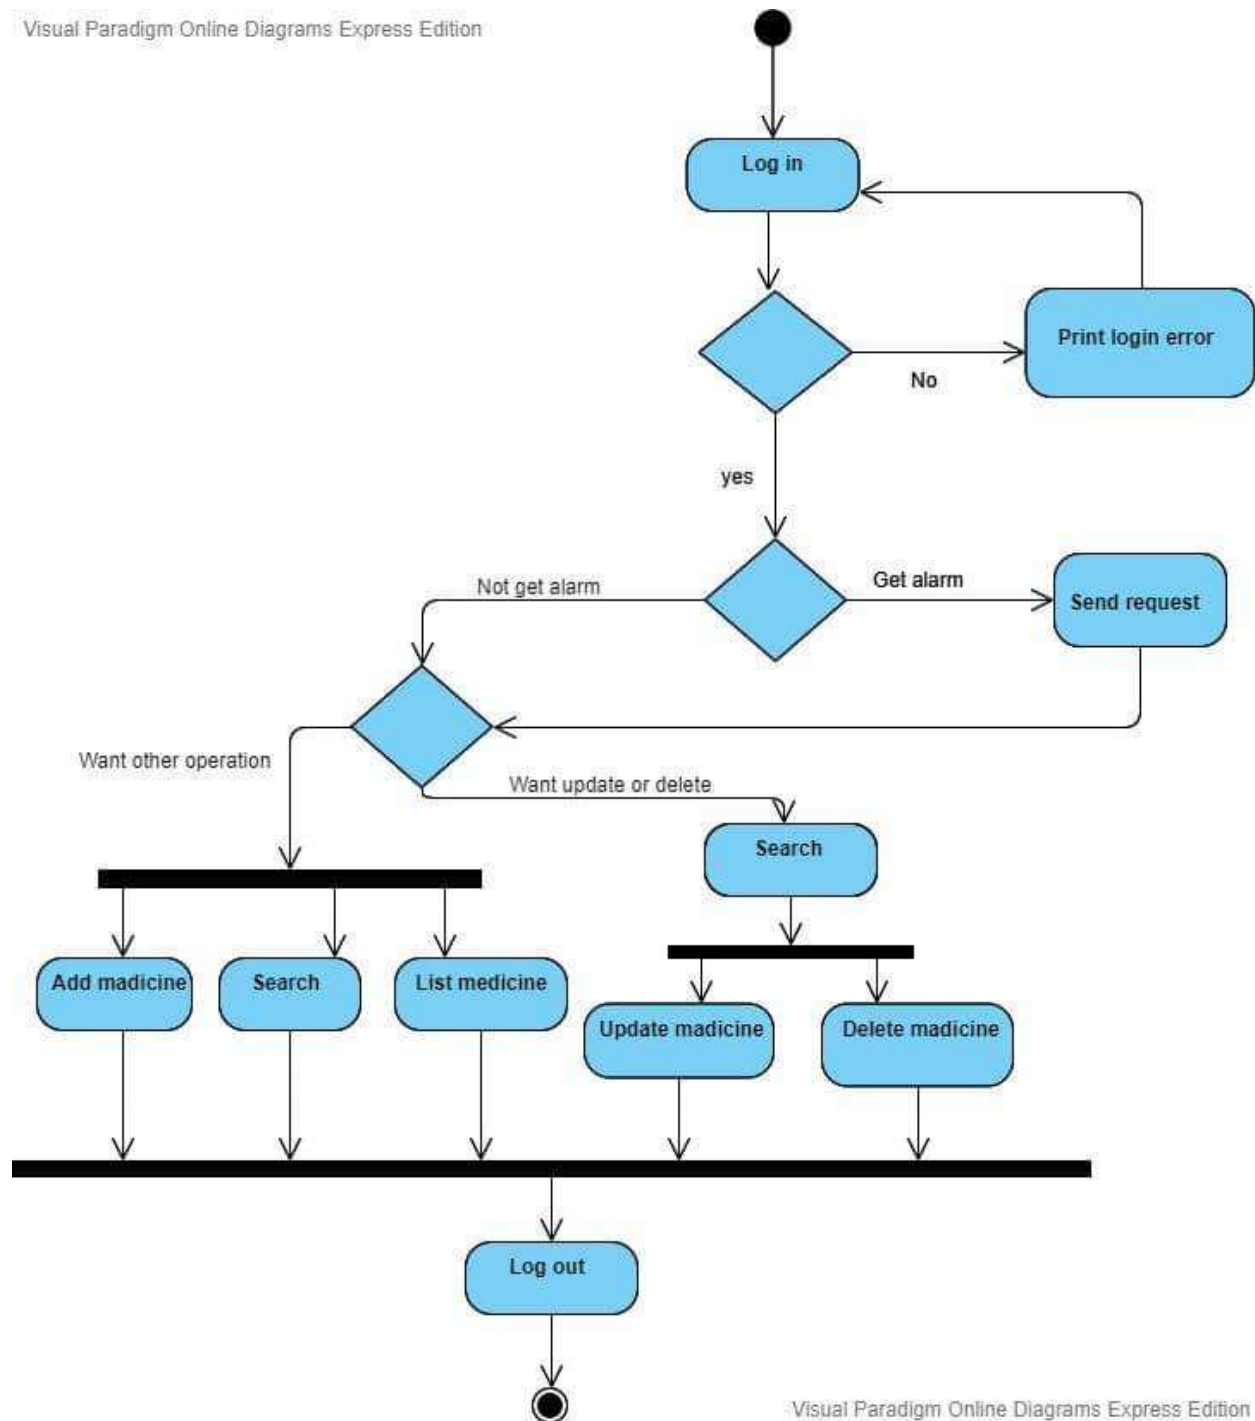 Visual Paradigm Online Diagrams Express Edition
Log in
Print login error
No
yes
Not get alarm
Get alarm
Send request
Want other operation
Want update or delete
Search
Add madicine
Search
List medicine
Update madicine
Delete madicine
Log out
Visual Paradigm Online Diagrams Express Edition